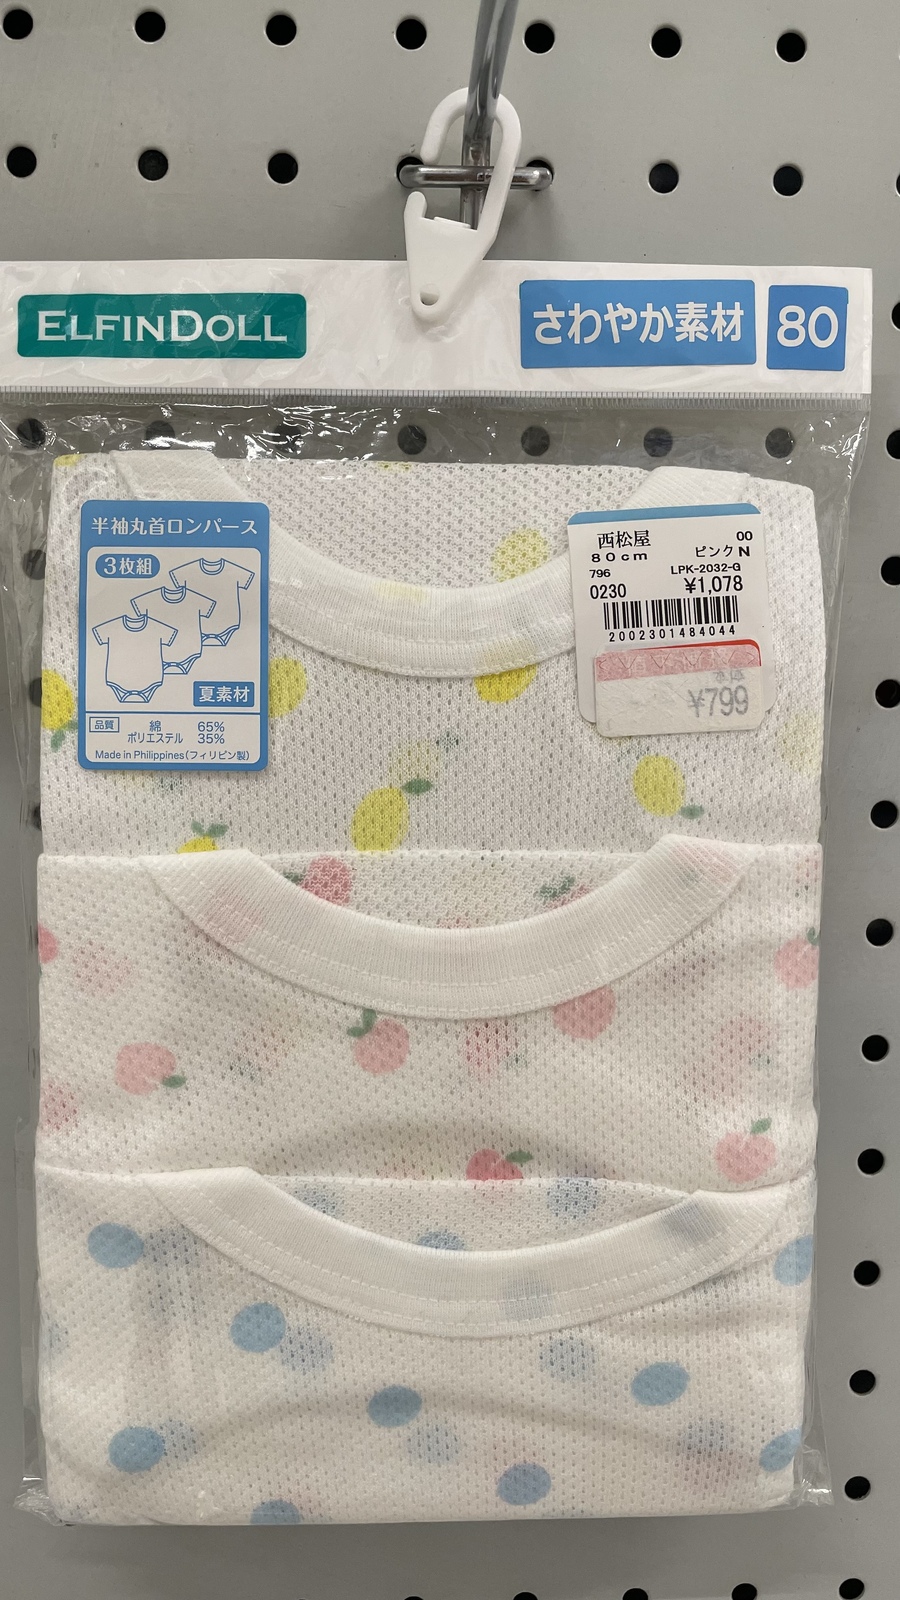 ELFINDOLL
さわやか素材
80
半袖丸首ロンパース
3枚組
夏素材
品質 綿 65%
ポリエステル 35%
Made in Philippines(フィリピン製)
西松屋 00
80cm ピンク N
796 LPK-2032-G
0230 ¥1,078
2002301484044
¥799